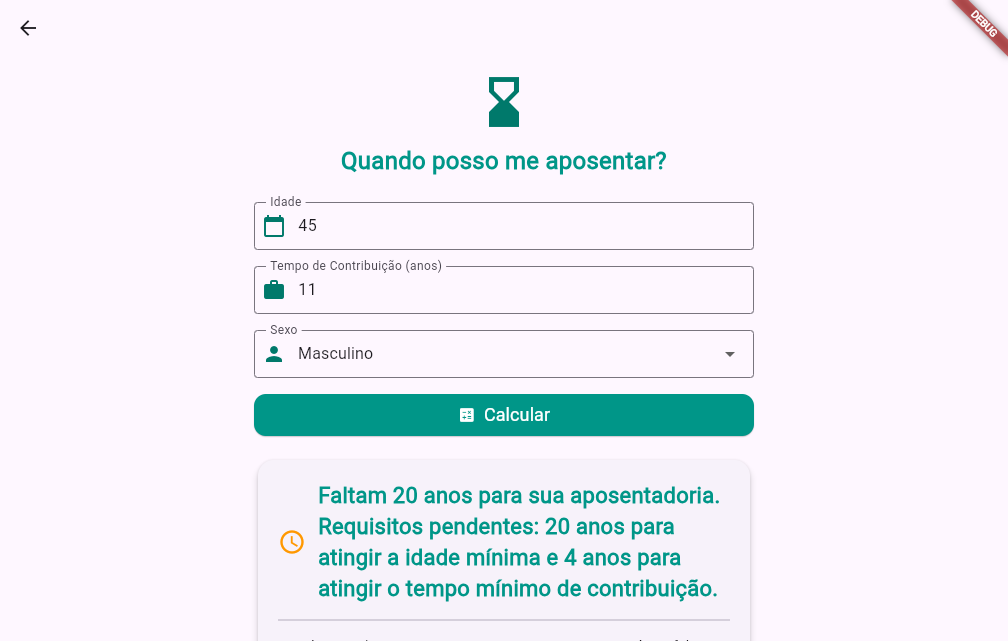 DEBUG
Quando posso me aposentar?
Idade
45
Tempo de Contribuição (anos)
11
Sexo
Masculino
Calcular
Faltam 20 anos para sua aposentadoria.
Requisitos pendentes: 20 anos para
atingir a idade mínima e 4 anos para
atingir o tempo mínimo de contribuição.